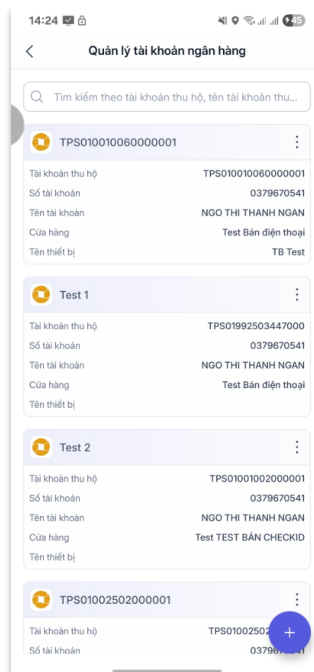 14:24
45
Quản lý tài khoản ngân hàng
Tìm kiếm theo tài khoản thu hộ, tên tài khoản thu...
TPS010010060000001
Tài khoản thu hộ TPS010010060000001
Số tài khoản 0379670541
Tên tài khoản NGO THI THANH NGAN
Cửa hàng Test Bán điện thoại
Tên thiết bị TB Test
Test 1
Tài khoản thu hộ TPS01992503447000
Số tài khoản 0379670541
Tên tài khoản NGO THI THANH NGAN
Cửa hàng Test Bán điện thoại
Tên thiết bị
Test 2
Tài khoản thu hộ TPS01001002000001
Số tài khoản 0379670541
Tên tài khoản NGO THI THANH NGAN
Cửa hàng Test TEST BÁN CHECKID
Tên thiết bị
TPS01002502000001
Tài khoản thu hộ TPS0100250
Số tài khoản 0379